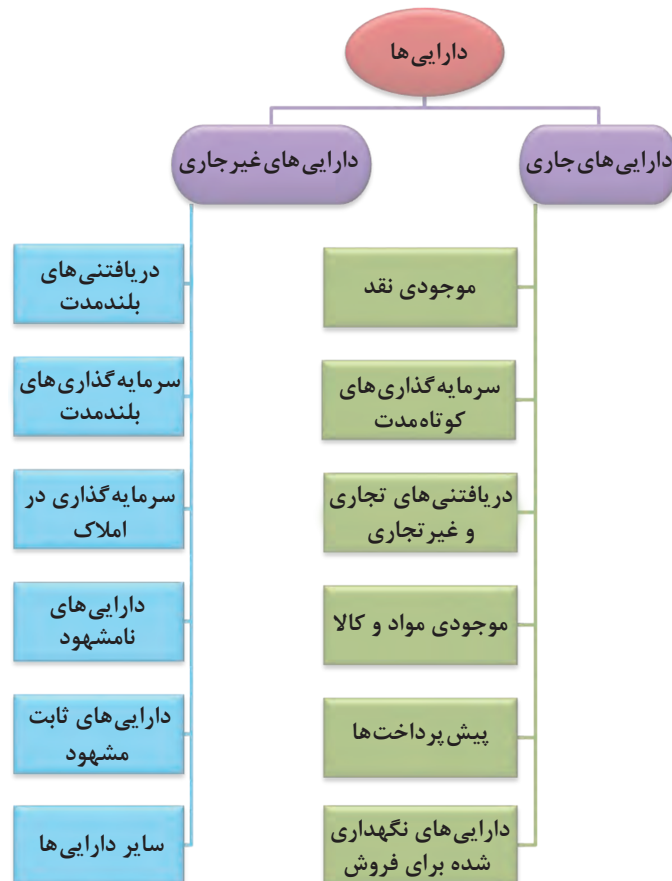 دارایی‌ها
دارایی‌های جاری
موجودی نقد
سرمایه‌گذاری‌های
کوتاه‌مدت
دریافتنی‌های تجاری
و غیرتجاری
موجودی مواد و کالا
پیش‌پرداخت‌ها
دارایی‌های نگهداری
شده برای فروش
دارایی‌های غیرجاری
دریافتنی‌های
بلندمدت
سرمایه‌گذاری‌های
بلندمدت
سرمایه‌گذاری در
املاک
دارایی‌های
نامشهود
دارایی‌های ثابت
مشهود
سایر دارایی‌ها